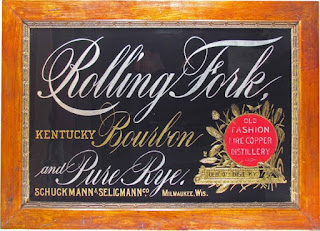 Rolling Fork,
KENTUCKY Bourbon
and Pure Rye,
OLD
FASHION
FIRE COPPER
DISTILLERY
SCHUCKMANN & SELIGMANN CO. MILWAUKEE, WIS.